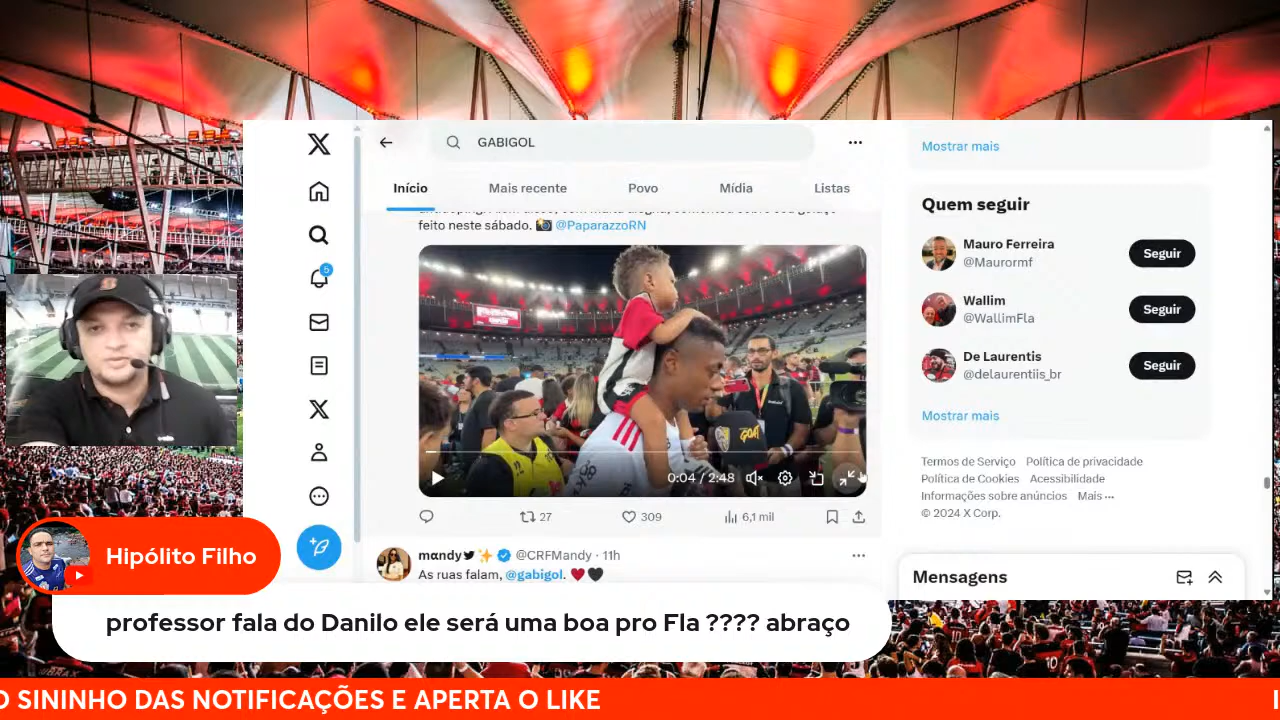 GABIGOL
Início
Mais recente
Povo
Mídia
Listas
feito neste sábado. 📸 @PaparazzoRN
GOAT
0:04 / 2:48
27
309
6,1 mil
mαndy @CRFMandy · 11h
As ruas falam, @gabigol. ♥️🖤
5
Mostrar mais
Quem seguir
Mauro Ferreira
@Maurormf
Seguir
Wallim
@WallimFla
Seguir
De Laurentis
@delaurentiis_br
Seguir
Mostrar mais
Termos de Serviço Política de privacidade
Política de Cookies Acessibilidade
Informações sobre anúncios Mais ...
© 2024 X Corp.
Mensagens
Hipólito Filho
professor fala do Danilo ele será uma boa pro Fla ???? abraço
O SININHO DAS NOTIFICAÇÕES E APERTA O LIKE